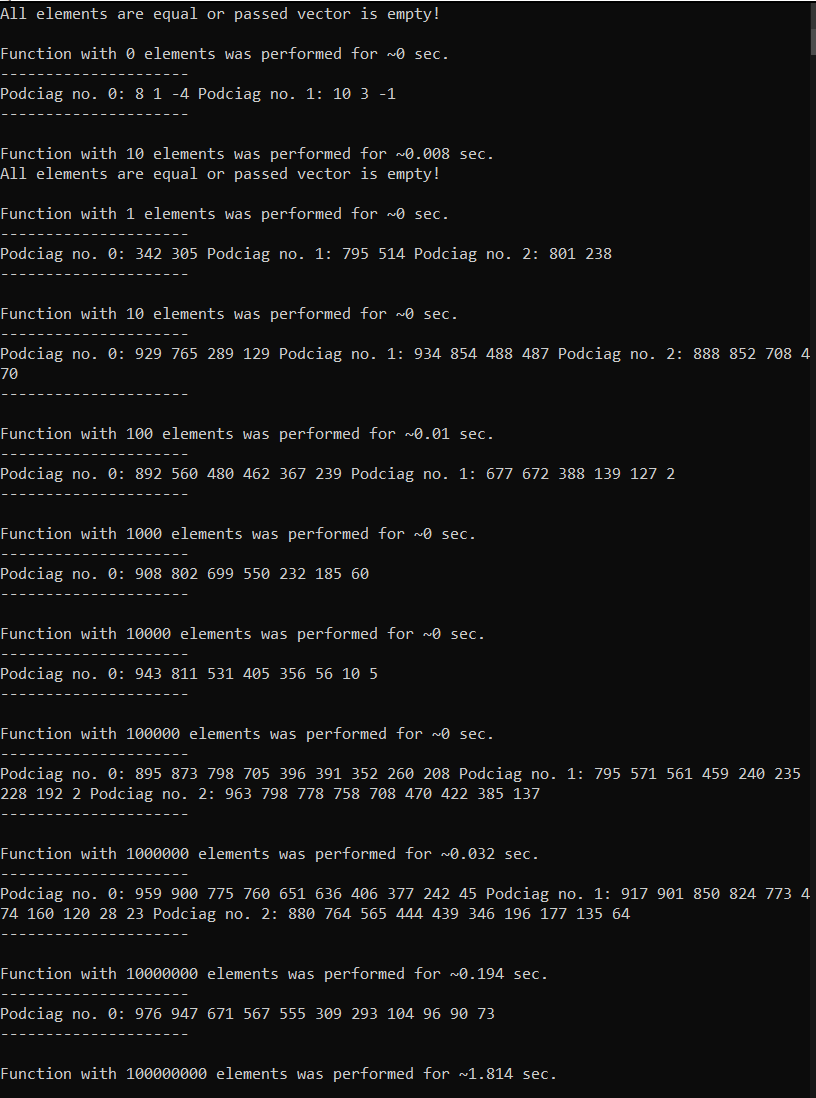 All elements are equal or passed vector is empty!
Function with 0 elements was performed for ~0 sec.
---------------------
Podciag no. 0: 8 1 -4 Podciag no. 1: 10 3 -1
---------------------
Function with 10 elements was performed for ~0.008 sec.
All elements are equal or passed vector is empty!
Function with 1 elements was performed for ~0 sec.
---------------------
Podciag no. 0: 342 305 Podciag no. 1: 795 514 Podciag no. 2: 801 238
---------------------
Function with 10 elements was performed for ~0 sec.
---------------------
Podciag no. 0: 929 765 289 129 Podciag no. 1: 934 854 488 487 Podciag no. 2: 888 852 708 4
70
---------------------
Function with 100 elements was performed for ~0.01 sec.
---------------------
Podciag no. 0: 892 560 480 462 367 239 Podciag no. 1: 677 672 388 139 127 2
---------------------
Function with 1000 elements was performed for ~0 sec.
---------------------
Podciag no. 0: 908 802 699 550 232 185 60
---------------------
Function with 10000 elements was performed for ~0 sec.
---------------------
Podciag no. 0: 943 811 531 405 356 56 10 5
---------------------
Function with 100000 elements was performed for ~0 sec.
---------------------
Podciag no. 0: 895 873 798 705 396 391 352 260 208 Podciag no. 1: 795 571 561 459 240 235
228 192 2 Podciag no. 2: 963 798 778 758 708 470 422 385 137
---------------------
Function with 1000000 elements was performed for ~0.032 sec.
---------------------
Podciag no. 0: 959 900 775 760 651 636 406 377 242 45 Podciag no. 1: 917 901 850 824 773 4
74 160 120 28 23 Podciag no. 2: 880 764 565 444 439 346 196 177 135 64
---------------------
Function with 10000000 elements was performed for ~0.194 sec.
---------------------
Podciag no. 0: 976 947 671 567 555 309 293 104 96 90 73
---------------------
Function with 100000000 elements was performed for ~1.814 sec.